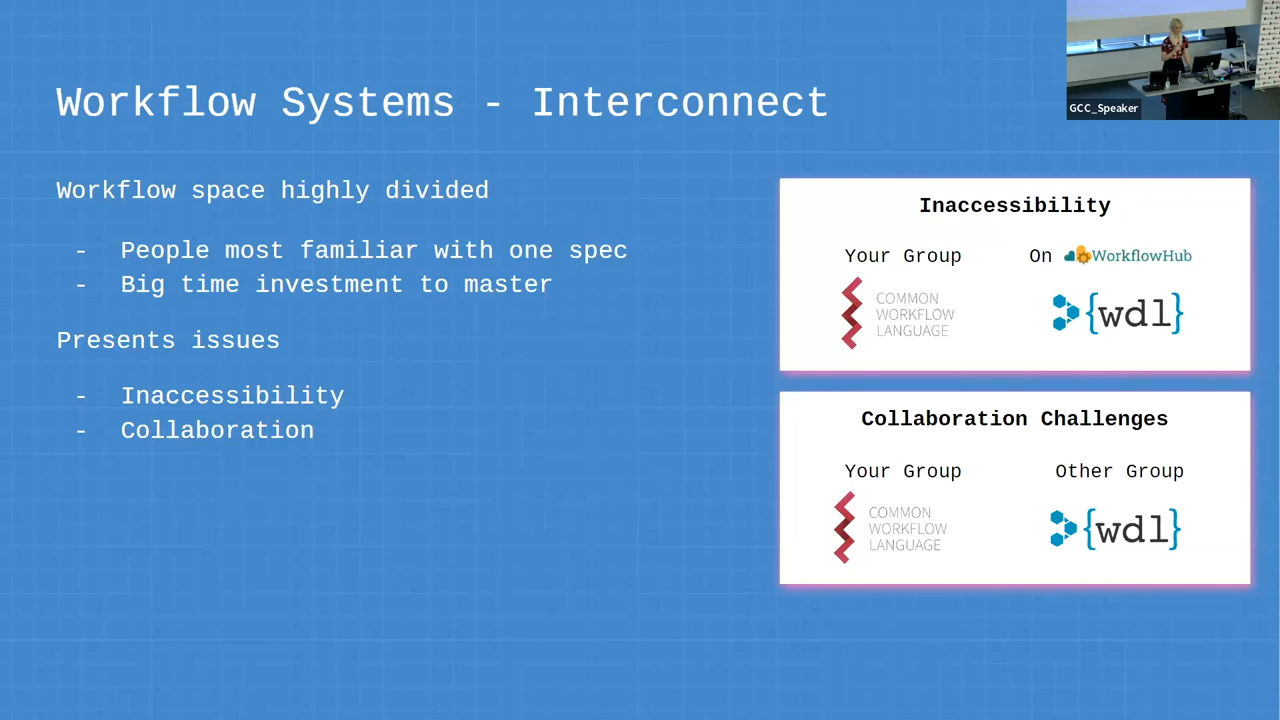 Workflow Systems - Interconnect
GCC_Speaker
Workflow space highly divided
- People most familiar with one spec
- Big time investment to master
Presents issues
- Inaccessibility
- Collaboration
Inaccessibility
Your Group
On WorkflowHub
COMMON
WORKFLOW
LANGUAGE
{wdl}
Collaboration Challenges
Your Group
Other Group
COMMON
WORKFLOW
LANGUAGE
{wdl}